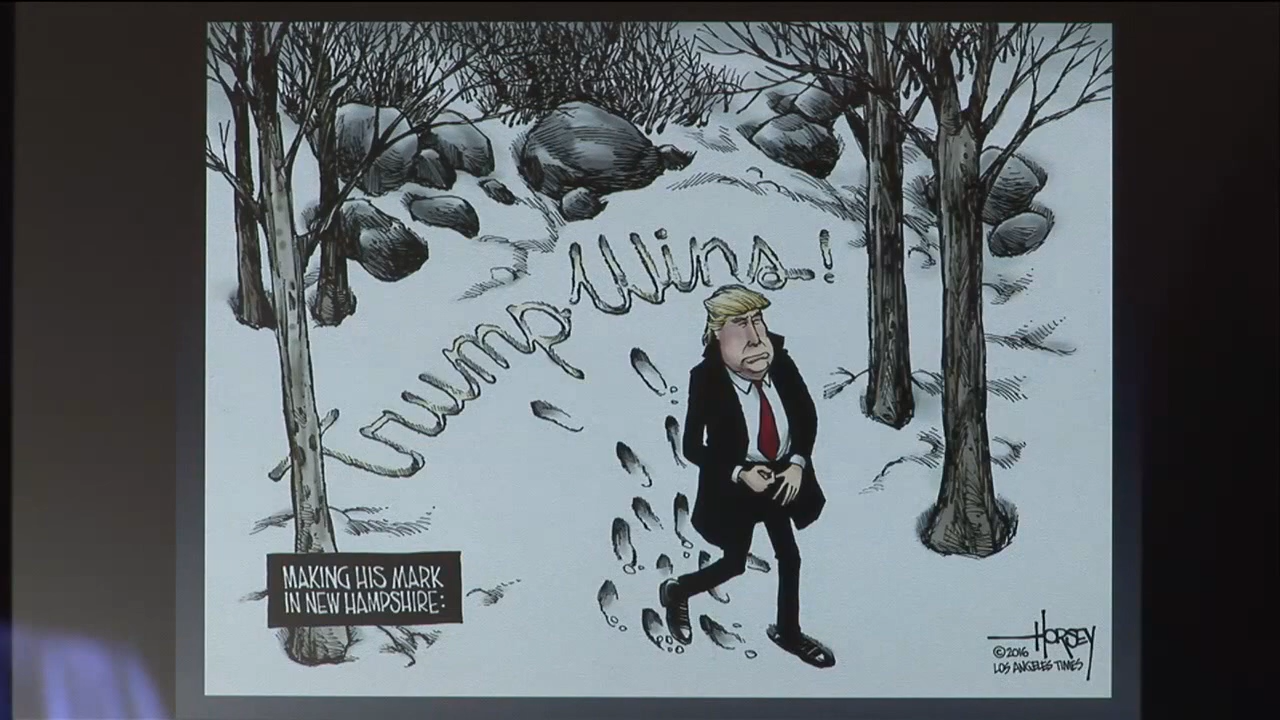 Trump Wins!
MAKING HIS MARK
IN NEW HAMPSHIRE:
HORSEY
©2016
LOS ANGELES TIMES